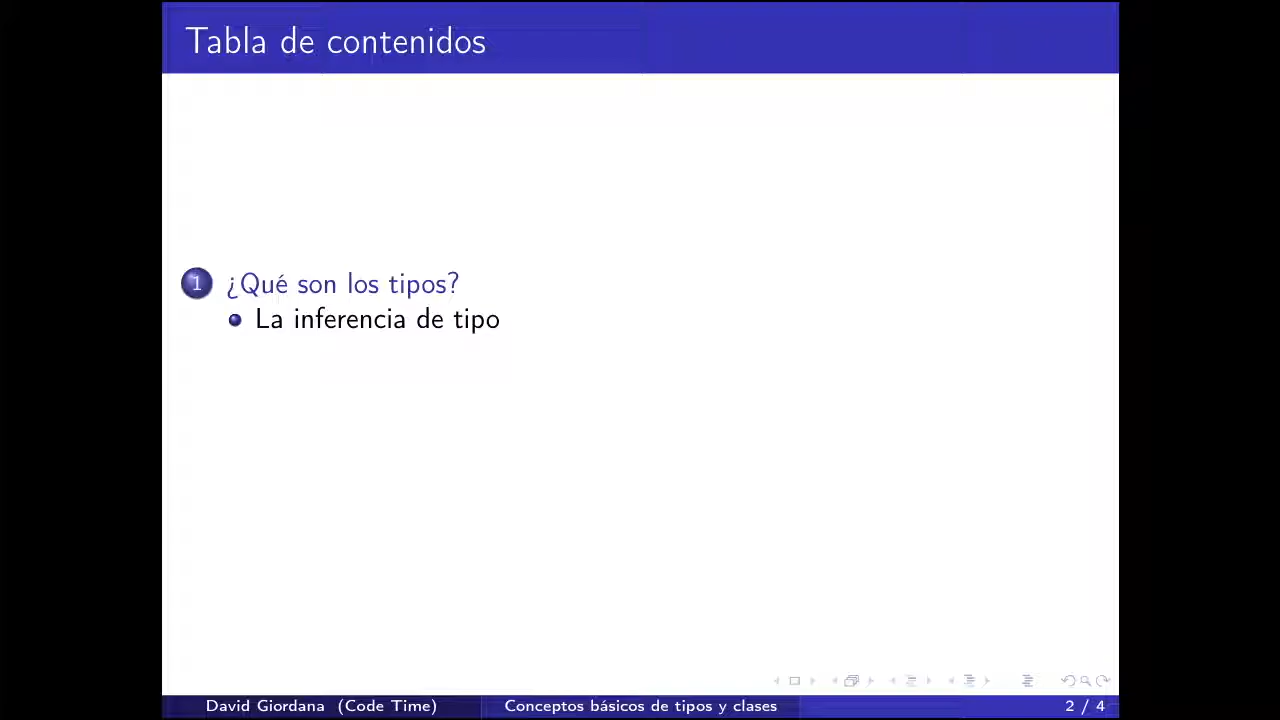 Tabla de contenidos
1 ¿Qué son los tipos?
La inferencia de tipo
David Giordana (Code Time) Conceptos básicos de tipos y clases 2 / 4